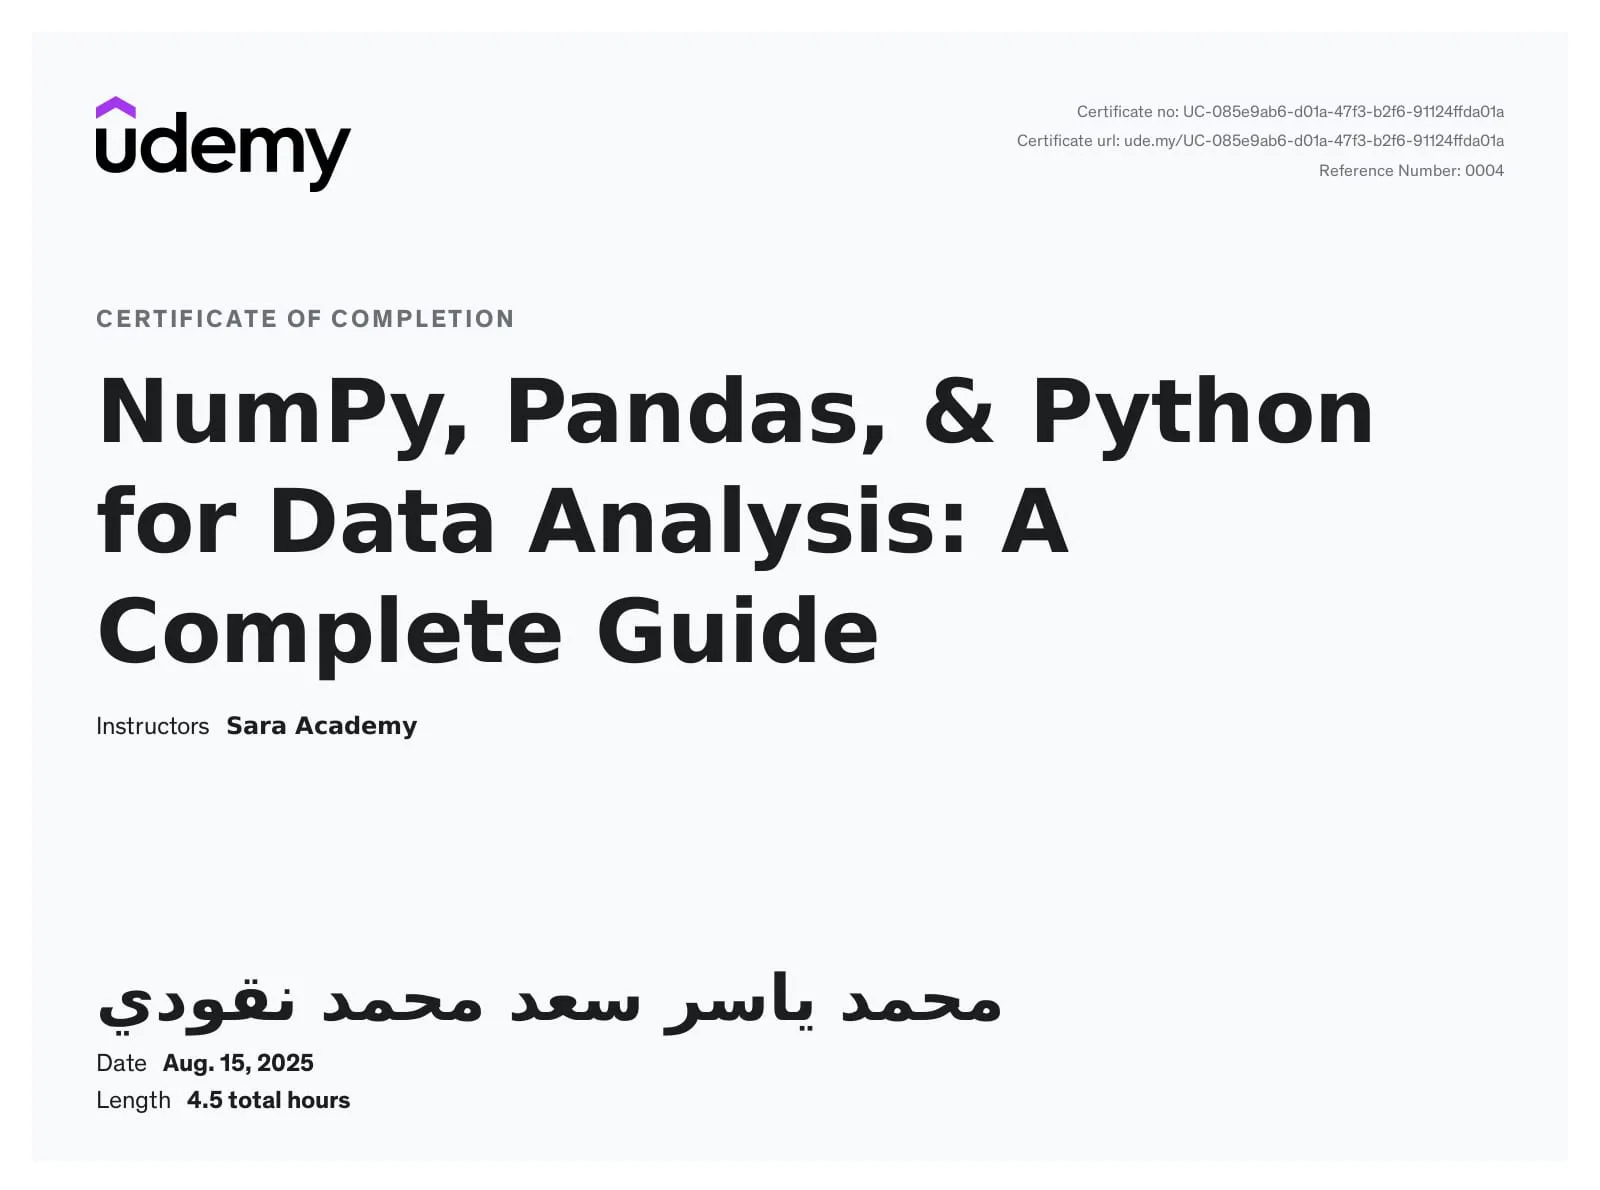 udemy
Certificate no: UC-085e9ab6-d01a-47f3-b2f6-91124ffda01a
Certificate url: ude.my/UC-085e9ab6-d01a-47f3-b2f6-91124ffda01a
Reference Number: 0004
CERTIFICATE OF COMPLETION
NumPy, Pandas, & Python
for Data Analysis: A
Complete Guide
Instructors Sara Academy
محمد ياسر سعد محمد نقودي
Date Aug. 15, 2025
Length 4.5 total hours